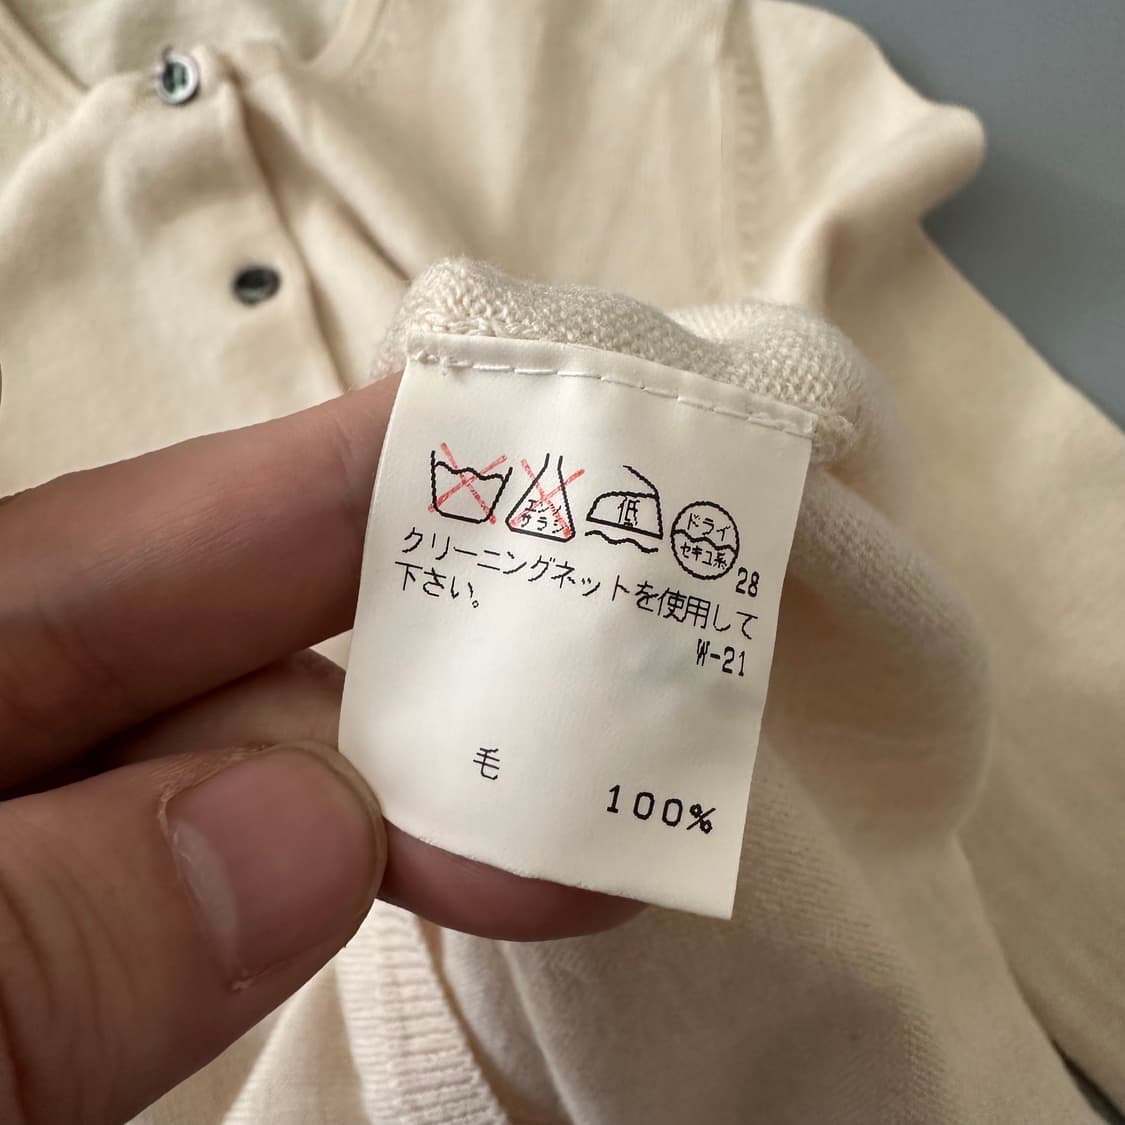 エンソ
サラシ
低
ドライ
セキユ系
28
クリーニングネットを使用して
下さい。
W-21
毛
100%